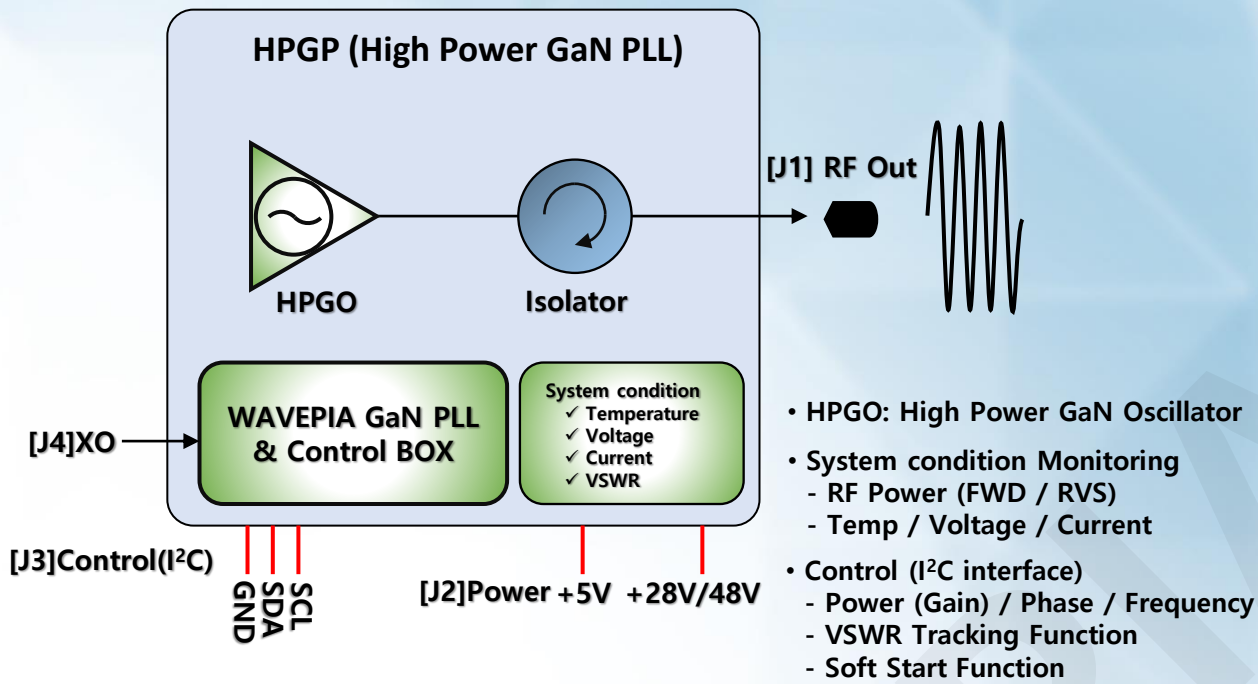 HPGP (High Power GaN PLL)
[J1] RF Out
HPGO
Isolator
WAVEPIA GaN PLL
& Control BOX
System condition
✓ Temperature
✓ Voltage
✓ Current
✓ VSWR
[J4]XO
[J3]Control(I²C)
GND
SDA
SCL
[J2]Power +5V +28V/48V
• HPGO: High Power GaN Oscillator
• System condition Monitoring
- RF Power (FWD / RVS)
- Temp / Voltage / Current
• Control (I²C interface)
- Power (Gain) / Phase / Frequency
- VSWR Tracking Function
- Soft Start Function